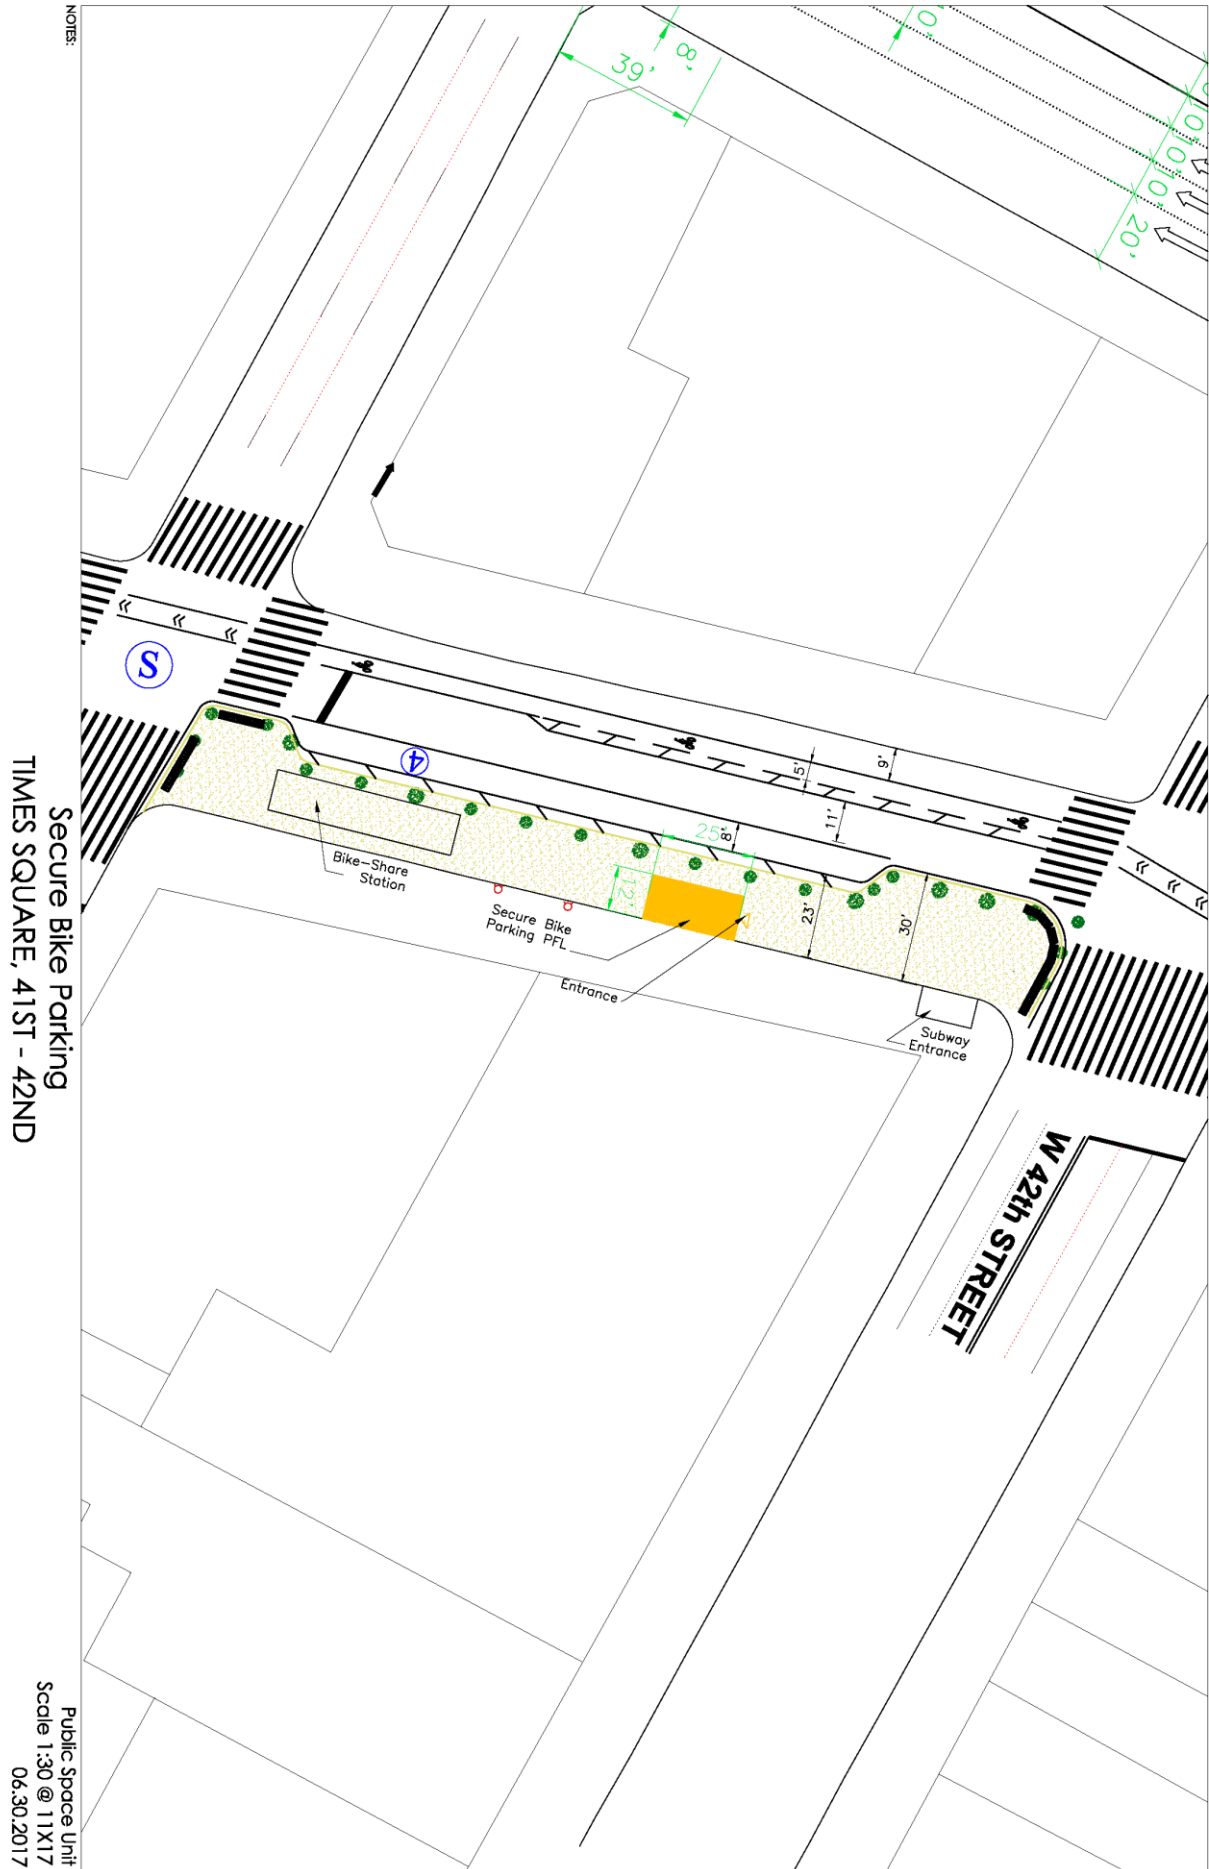 NOTES:
39'
8'
10'
10'
10'
10'
20'
S
4
5'
9'
11'
25'
8'
12'
23'
30'
Bike-Share
Station
Secure Bike
Parking PFL
Entrance
Subway
Entrance
W 42th STREET
Secure Bike Parking
TIMES SQUARE, 41ST - 42ND
Public Space Unit
Scale 1:30 @ 11X17
06.30.2017